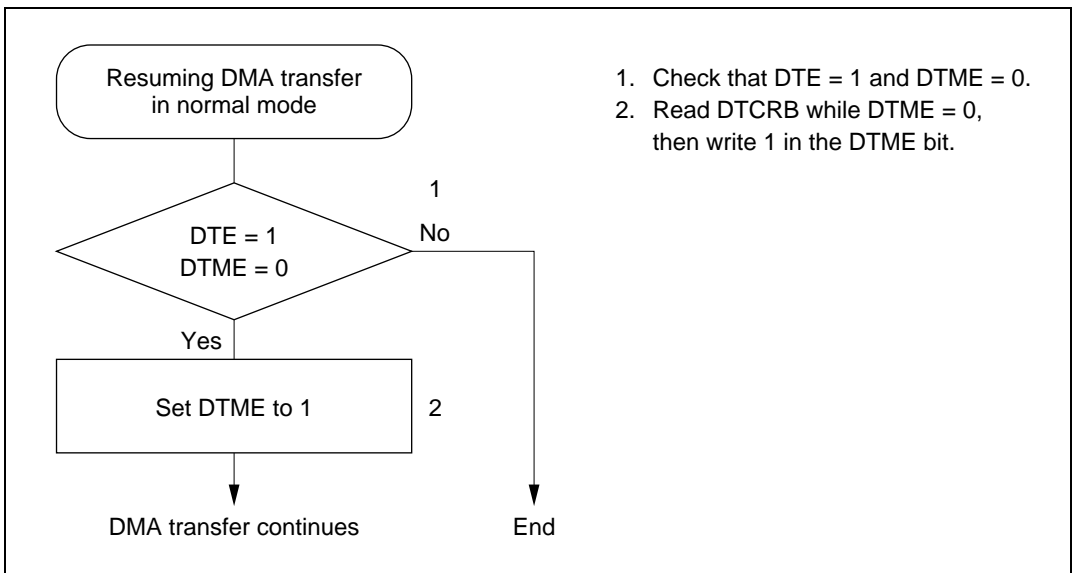 Resuming DMA transfer
in normal mode
1. Check that DTE = 1 and DTME = 0.
2. Read DTCRB while DTME = 0,
then write 1 in the DTME bit.
1
DTE = 1
DTME = 0
No
Yes
Set DTME to 1
2
DMA transfer continues
End